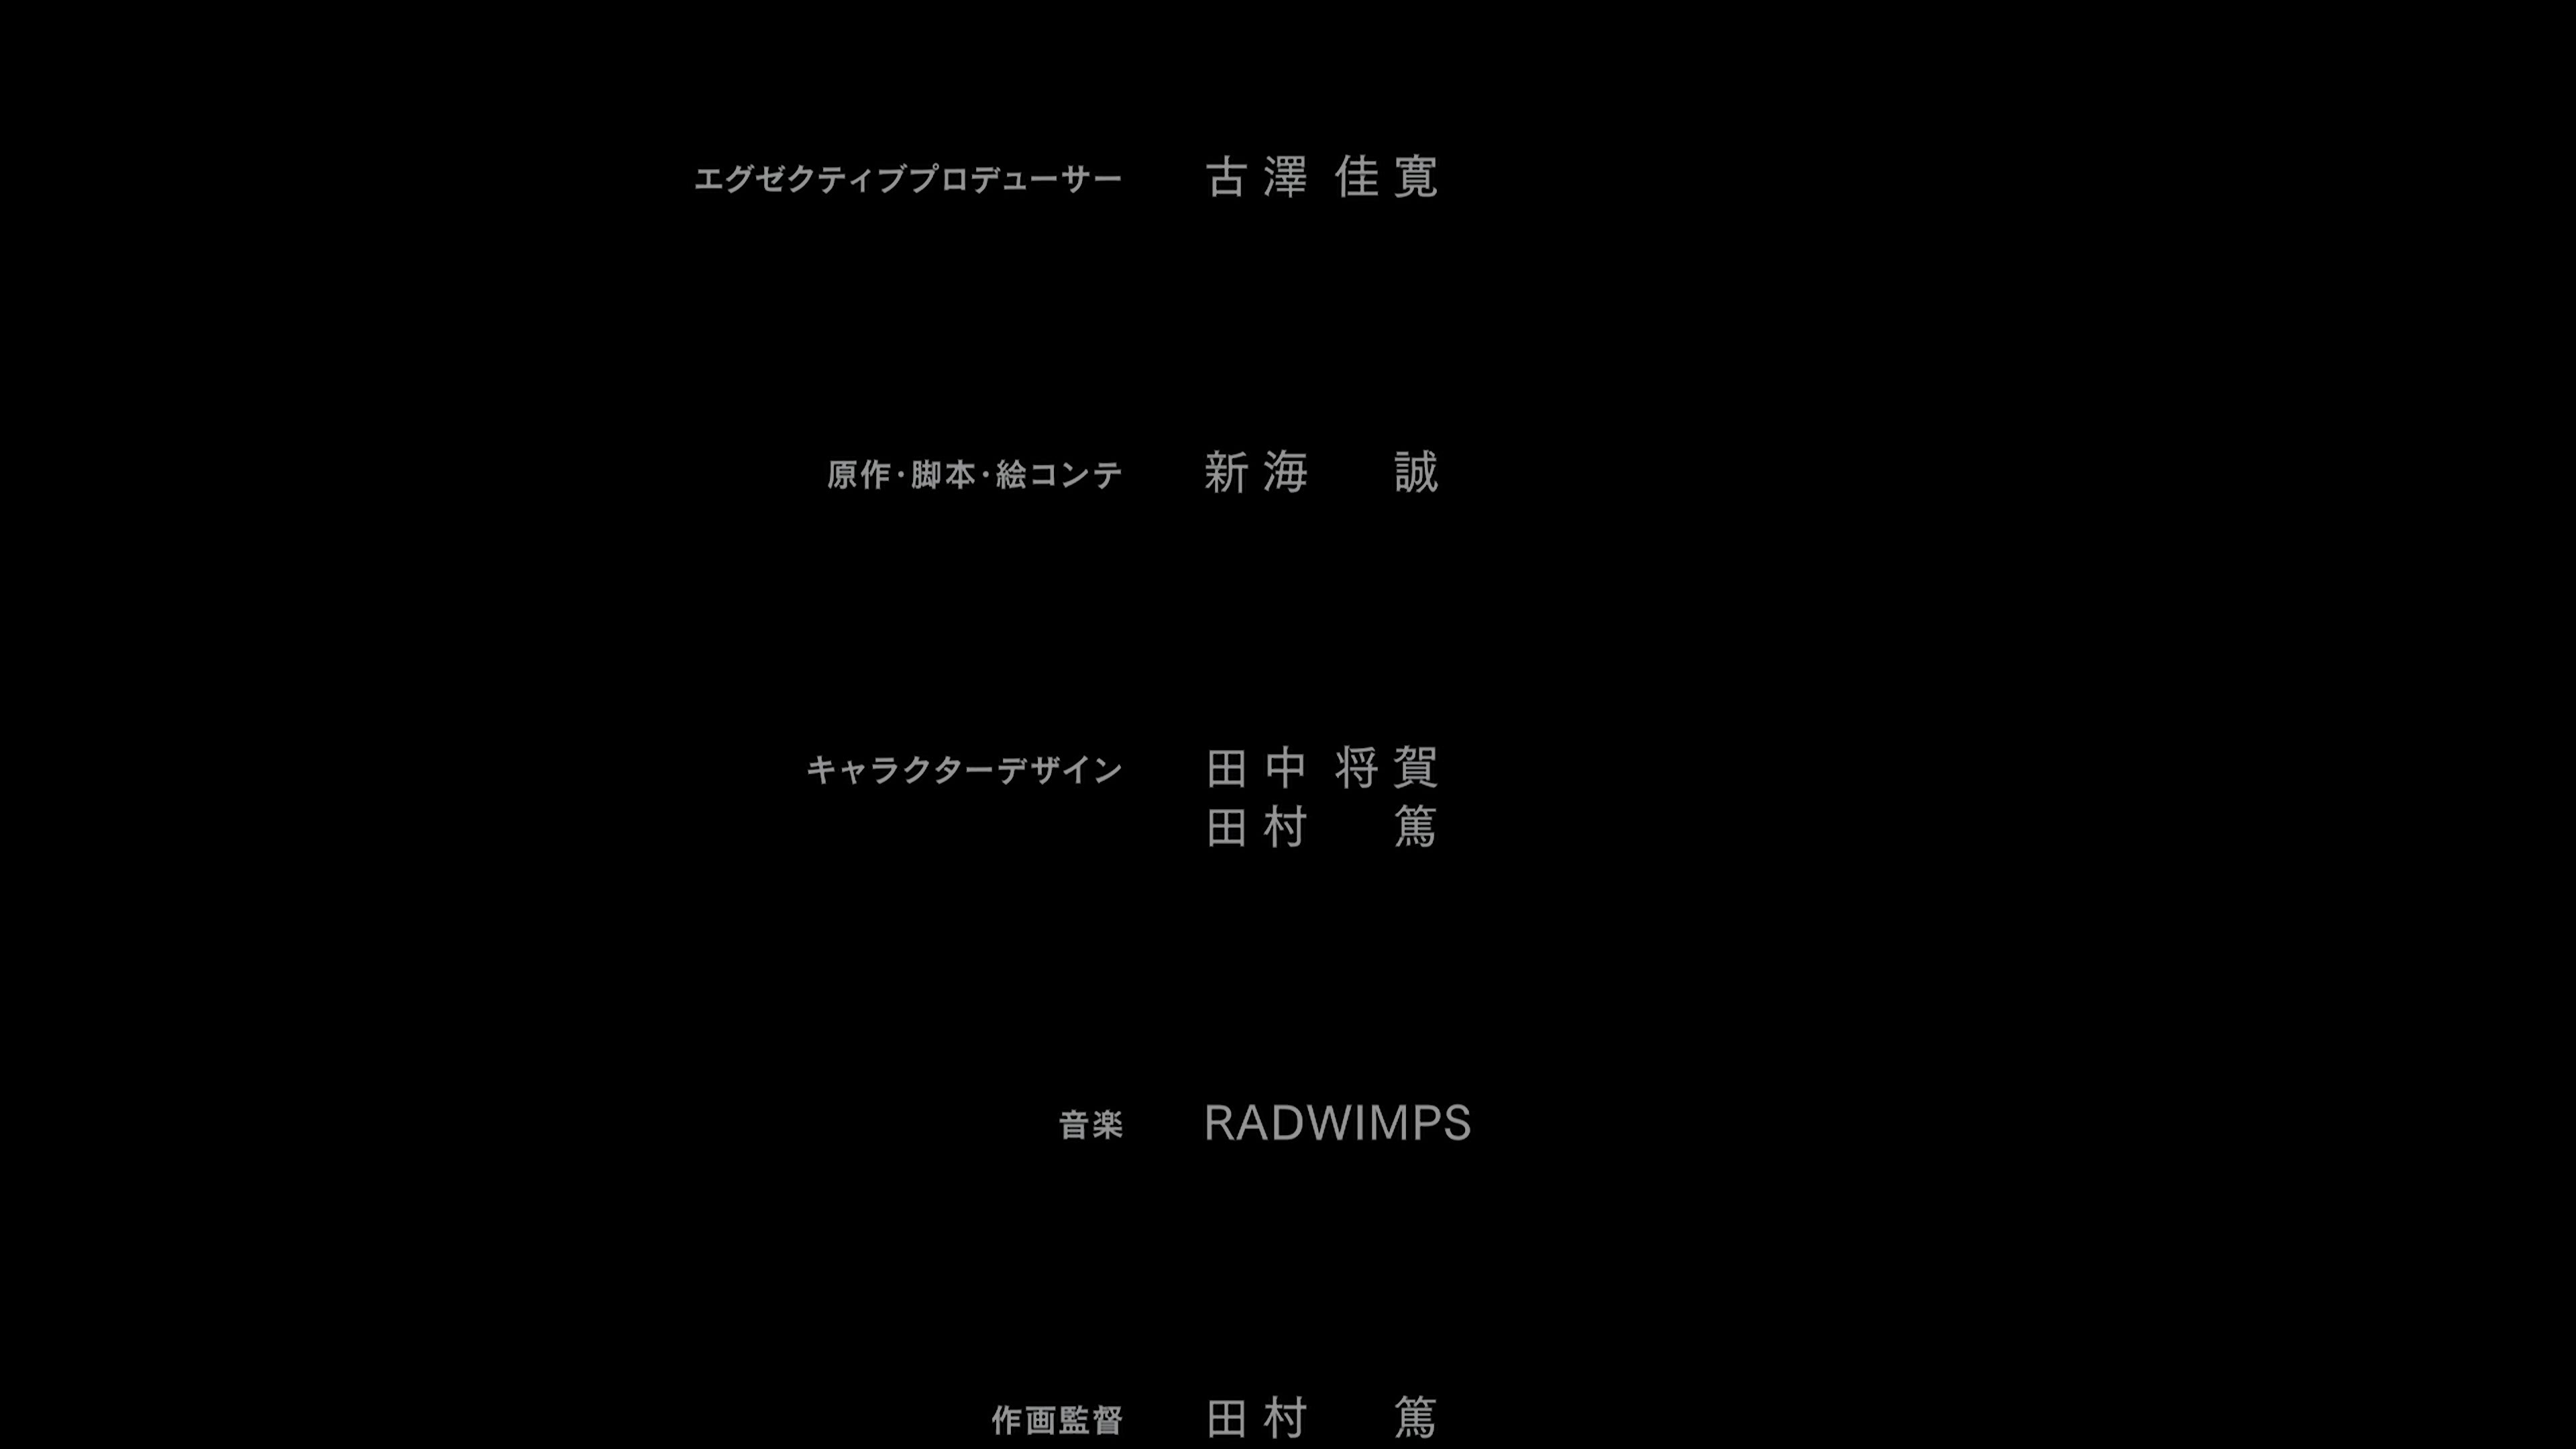 エグゼクティブプロデューサー 古澤 佳寛
原作・脚本・絵コンテ 新海 誠
キャラクターデザイン 田中 将賀
田村 篤
音楽 RADWIMPS
作画監督 田村 篤